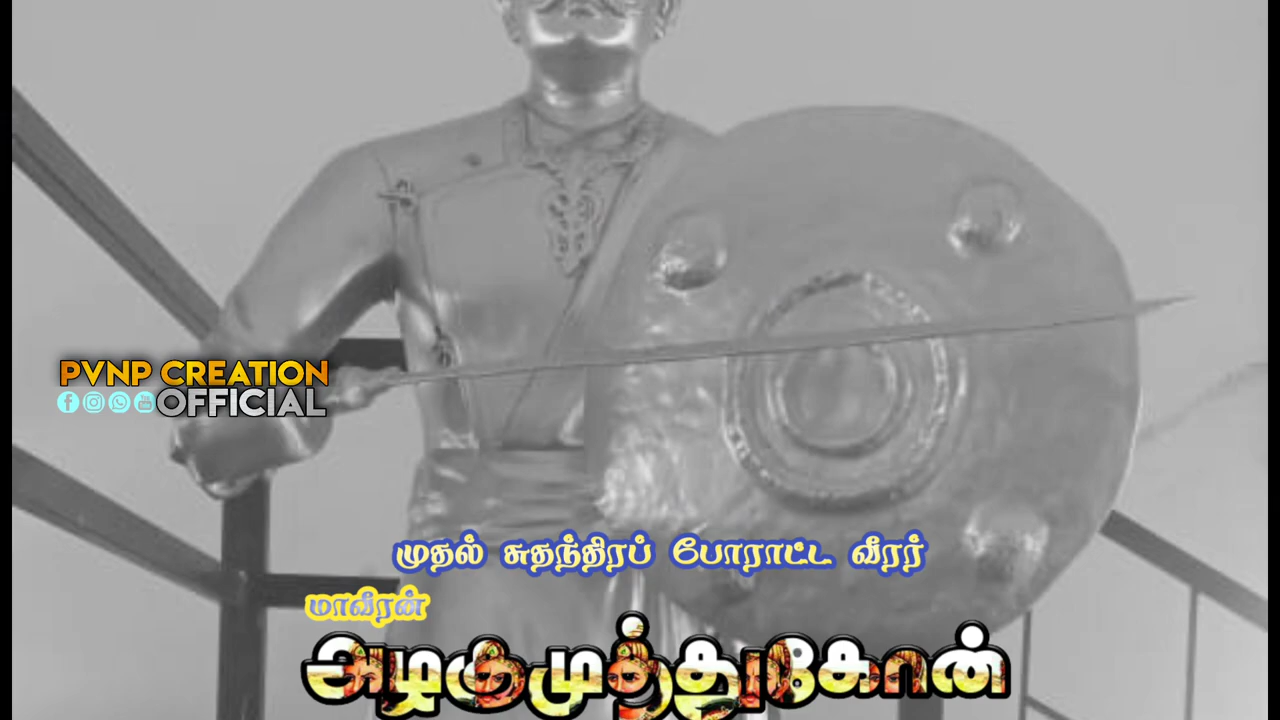 PVNP CREATION
OFFICIAL
முதல் சுதந்திரப் போராட்ட வீரர்
மாவீரன்
அழகுமுத்துகோன்